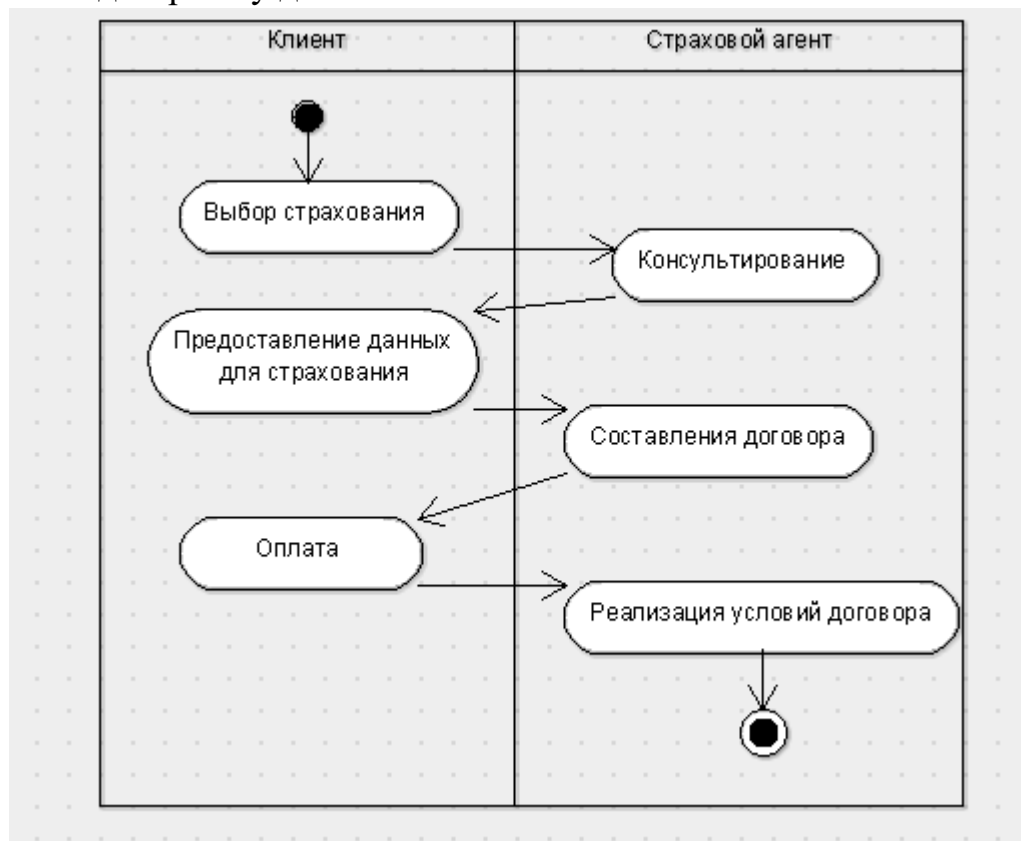 Клиент
Страховой агент
Выбор страхования
Консультирование
Предоставление данных
для страхования
Составления договора
Оплата
Реализация условий договора